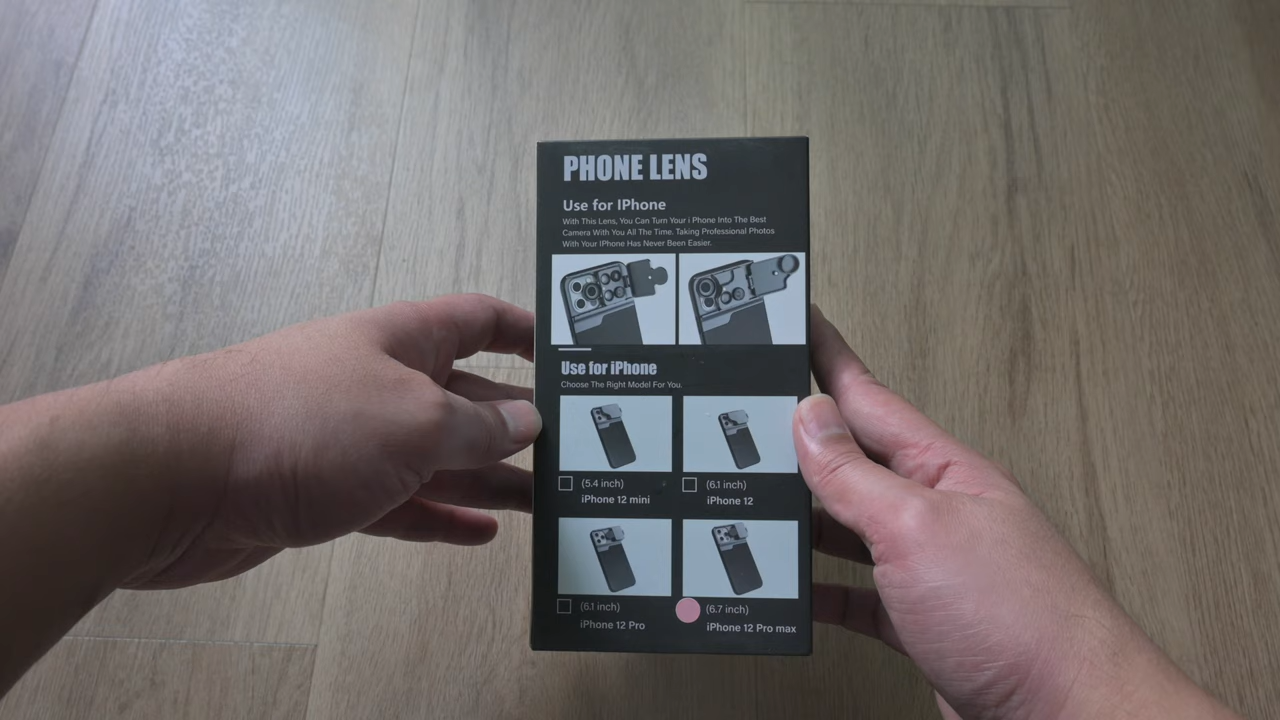 PHONE LENS
Use for IPhone
With This Lens, You Can Turn Your i Phone Into The Best
Camera With You All The Time. Taking Professional Photos
With Your IPhone Has Never Been Easier.
Use for iPhone
Choose The Right Model For You.
(5.4 inch)
iPhone 12 mini
(6.1 inch)
iPhone 12
(6.1 inch)
iPhone 12 Pro
(6.7 inch)
iPhone 12 Pro max